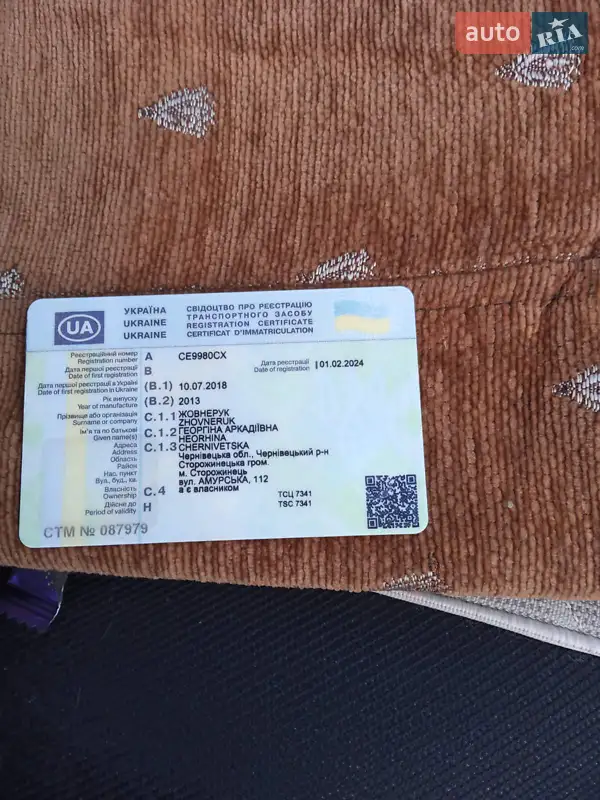 auto RIA .com
УКРАЇНА СВІДОЦТВО ПРО РЕЄСТРАЦІЮ
UKRAINE ТРАНСПОРТНОГО ЗАСОБУ
UKRAINE REGISTRATION CERTIFICATE
CERTIFICAT D'IMMATRICULATION
UA
Реєстраційний номер A CE9980CX Дата реєстрації I 01.02.2024
Registration number Date of registration
Дата першої реєстрації B
Date of first registration
Дата першої реєстрації в Україні (B.1) 10.07.2018
Date of first registration in Ukraine
Рік випуску (B.2) 2013
Year of manufacture
Прізвище або організація C.1.1 ЖОВНЕРУК
Surname or company ZHOVNERUK
Ім'я та по батькові C.1.2 ГЕОРГІНА АРКАДІЇВНА
Given name(s) HEORHINA
Адреса C.1.3 CHERNIVETSKA
Address Чернівецька обл., Чернівецький р-н
Область Сторожинецька гром.
Район м. Сторожинець
Нас. пункт вул. АМУРСЬКА, 112
Вул., буд., кв.
Власність C.4 а є власником ТСЦ 7341
Ownership TSC 7341
Дійсне до H
Period of validity
СТМ № 087979